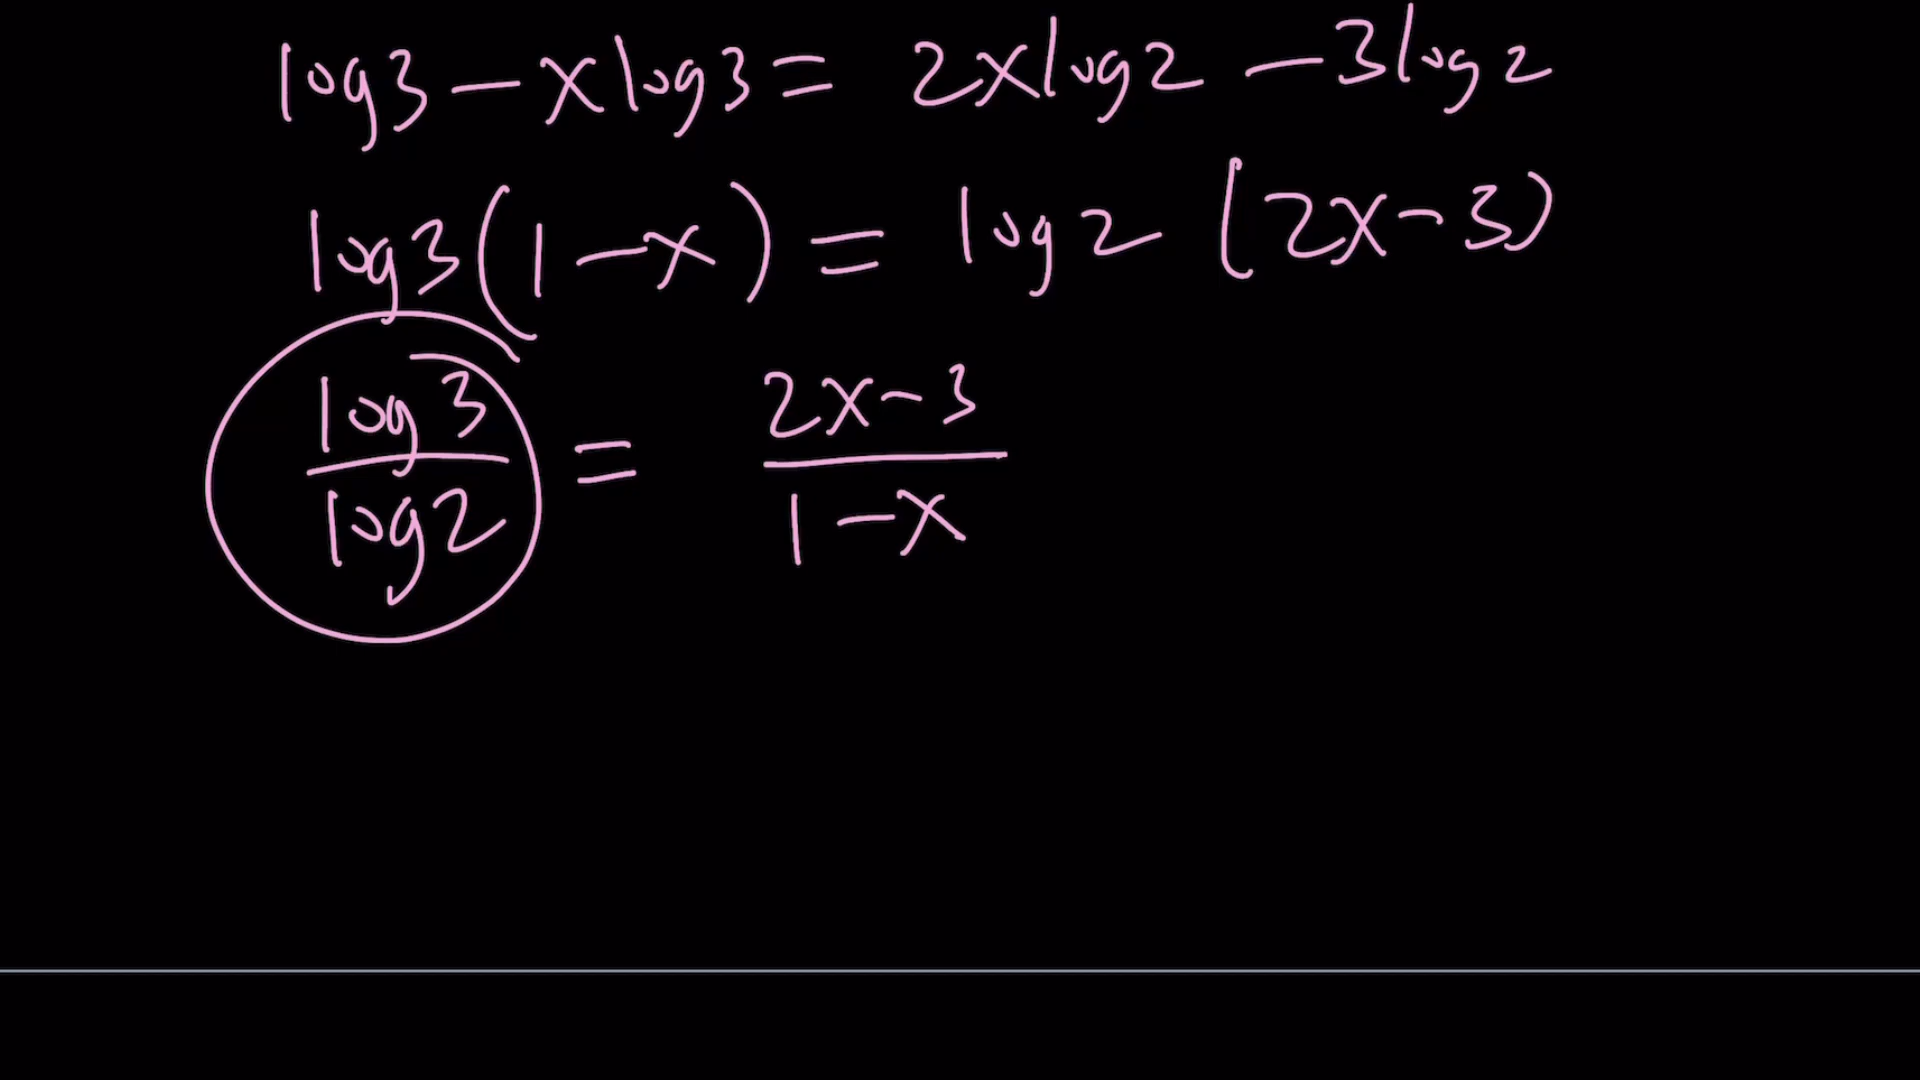 log3 – xlog3 = 2xlog2 – 3log2
log3(1–x) = log2 (2x–3)
log3/log2 = 2x–3/1–x